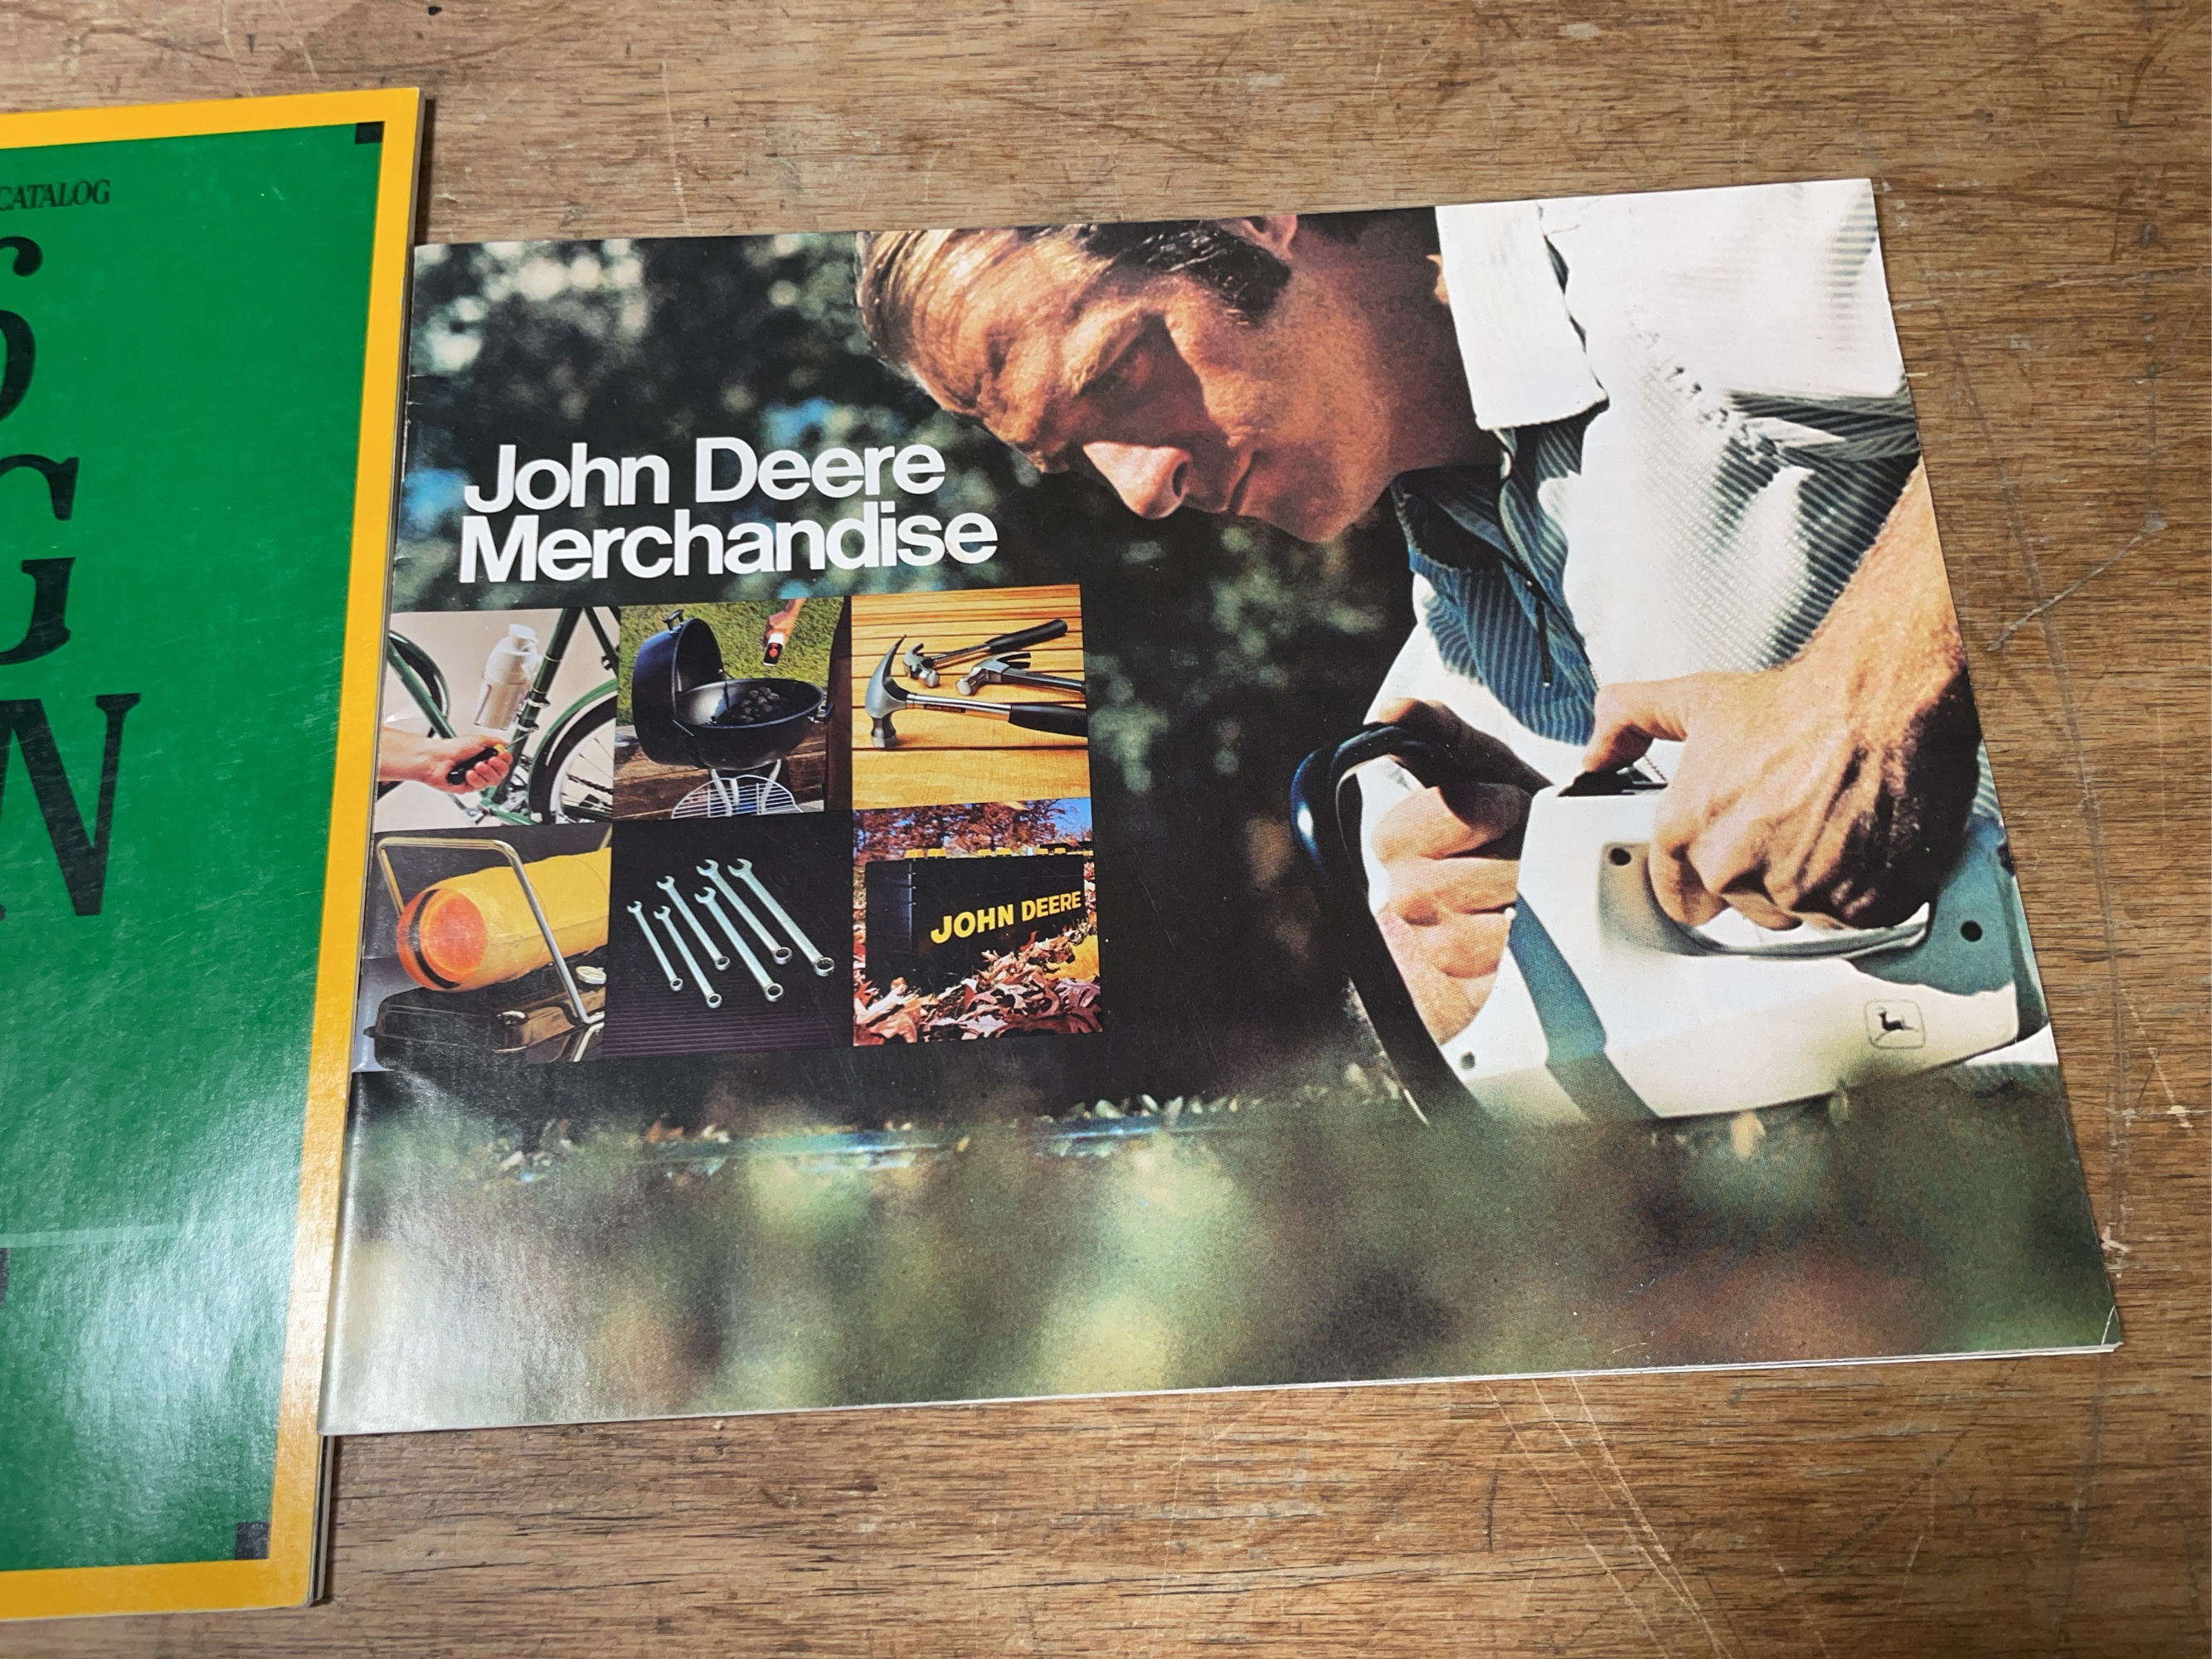 CATALOG
G
N
John Deere
Merchandise
JOHN DEERE